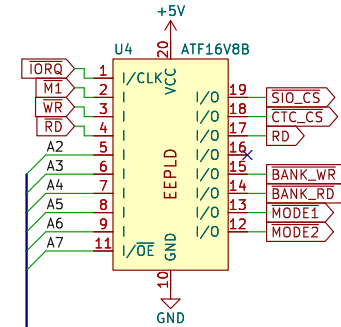 +5V
U4
ATF16V8B
20
VCC
IORQ 1 I/CLK
M1 2 I
WR 3 I
RD 4 I
A2 5 I
A3 6 I
A4 7 I
A5 8 I
A6 9 I
A7 11 I/OE
EEPLD
I/O 19 SIO_CS
I/O 18 CTC_CS
I/O 17 RD
I/O 16
I/O 15 BANK_WR
I/O 14 BANK_RD
I/O 13 MODE1
I/O 12 MODE2
GND
10
GND